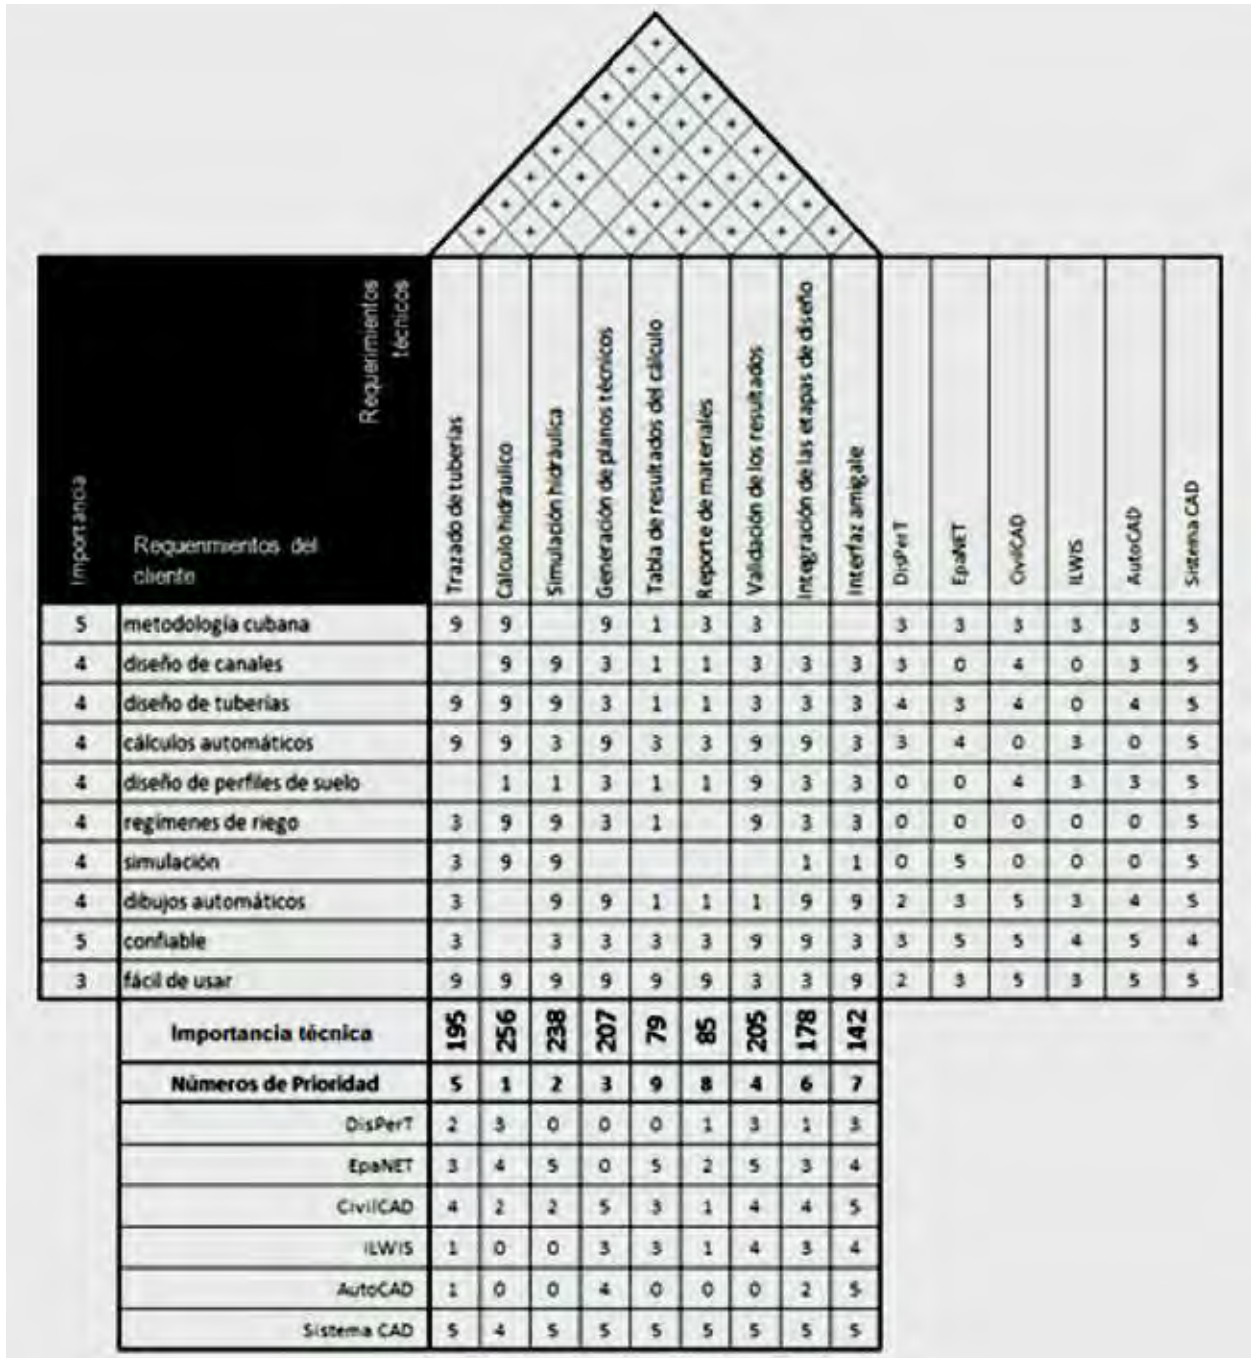 +
+ +
+ + +
+ + + +
+ + + +
+ + + + + +
+ + + + + +
+ + + + + + +
Requerimientos
técnicos
Importancia
Requenmientos del
cliente
Trazado de tuberías
Cálculo hidráulico
Simulación hidráulica
Generación de planos técnicos
Tabla de resultados del cálculo
Reporte de materiales
Validación de los resultados
Integración de las etapas de diseño
Interfaz amigale
DisPerT
EpaNET
CivilCAD
ILWIS
AutoCAD
Sistema CAD
5 metodología cubana 9 9 9 1 3 3 3 3 3 3 3 5
4 diseño de canales 9 9 3 1 1 3 3 3 3 0 4 0 3 5
4 diseño de tuberías 9 9 9 3 1 1 3 3 3 4 3 4 0 4 5
4 cálculos automáticos 9 9 3 9 3 3 9 9 3 3 4 0 3 0 5
4 diseño de perfiles de suelo 1 1 3 1 1 9 3 3 0 0 4 3 3 5
4 regímenes de riego 3 9 9 3 1 9 3 3 0 0 0 0 0 5
4 simulación 3 9 9 1 1 0 5 0 0 0 5
4 dibujos automáticos 3 9 9 1 1 1 9 9 2 3 5 3 4 5
5 confiable 3 3 3 3 3 9 9 3 3 5 5 4 5 4
3 fácil de usar 9 9 9 9 9 9 3 3 9 2 3 5 3 5 5
Importancia técnica 195 256 238 207 79 85 205 178 142
Números de Prioridad 5 1 2 3 9 8 4 6 7
DisPerT 2 3 0 0 0 1 3 1 3
EpaNET 3 4 5 0 5 2 5 3 4
CivilCAD 4 2 2 5 3 1 4 4 5
ILWIS 1 0 0 3 3 1 4 3 4
AutoCAD 1 0 0 4 0 0 0 2 5
Sistema CAD 5 4 5 5 5 5 5 5 5